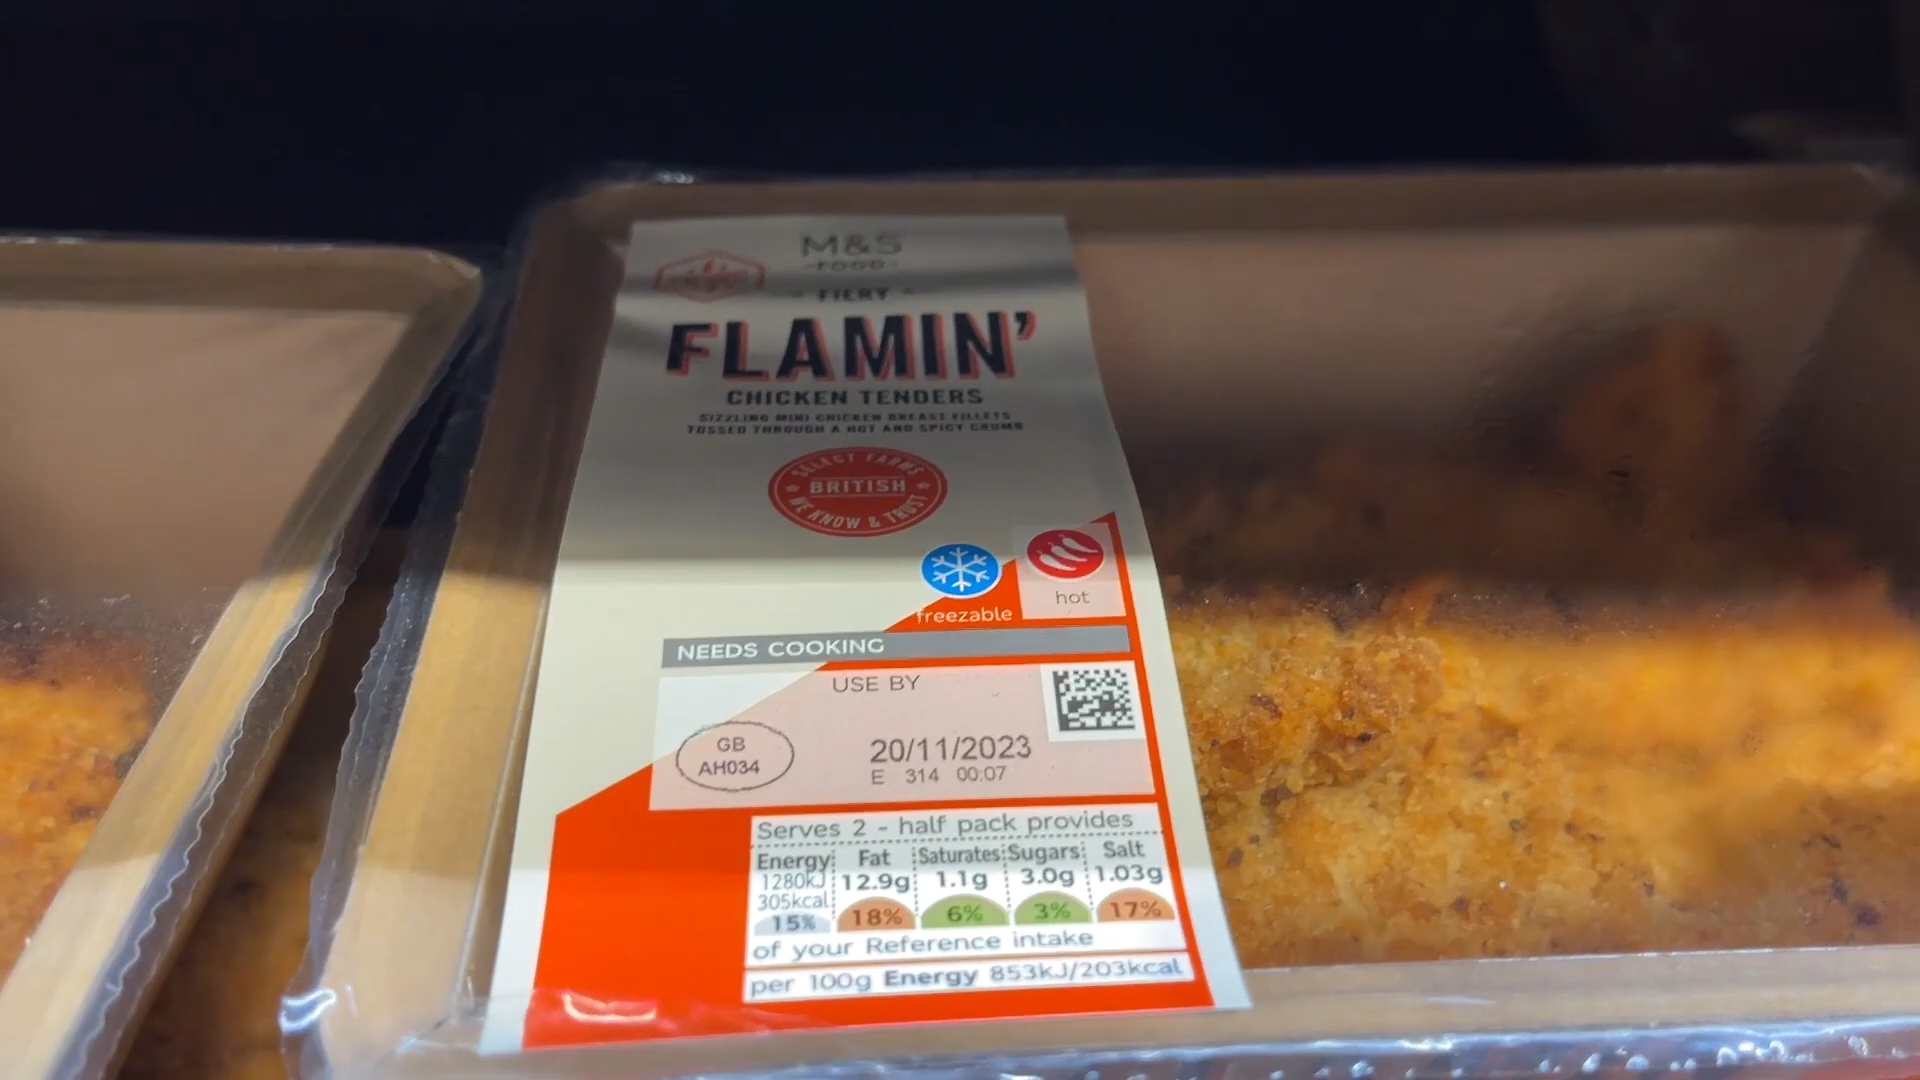 M&S
-FOOD-
- FIERY -
FLAMIN'
CHICKEN TENDERS
SIZZLING MINI CHICKEN BREAST FILLETS
TOSSED THROUGH A HOT AND SPICY CRUMB
SELECT FARMS
BRITISH
WE KNOW & TRUST
freezable
hot
NEEDS COOKING
USE BY
GB
AH034
20/11/2023
E 314 00:07
Serves 2 - half pack provides
Energy Fat Saturates Sugars Salt
1280kJ 12.9g 1.1g 3.0g 1.03g
305kcal
15% 18% 6% 3% 17%
of your Reference intake
per 100g Energy 853kJ/203kcal